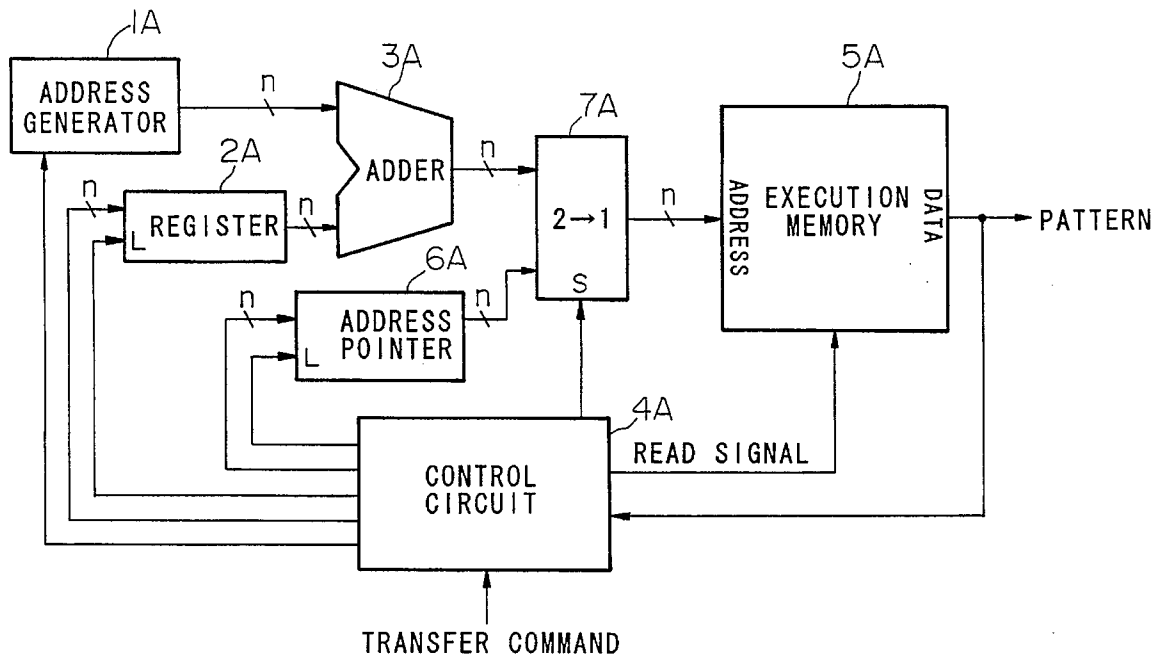 1A
ADDRESS
GENERATOR
n
3A
ADDER
n
2A
n
REGISTER
L
n
7A
2→1
S
n
5A
ADDRESS
EXECUTION
MEMORY
DATA
PATTERN
6A
n
ADDRESS
POINTER
L
n
4A
CONTROL
CIRCUIT
READ SIGNAL
TRANSFER COMMAND